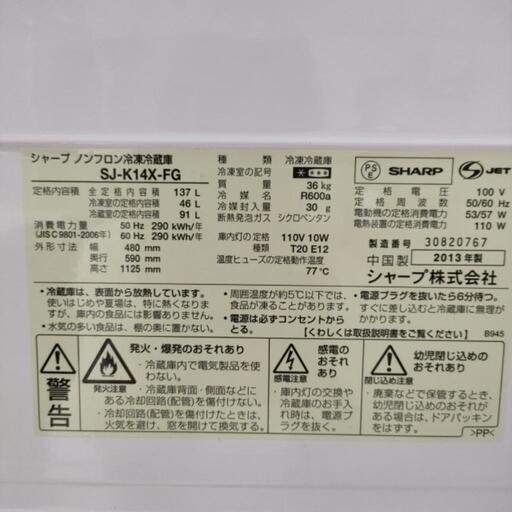 シャープ ノンフロン冷凍冷蔵庫
SJ-K14X-FG
定格内容積 全定格内容積 137 L
冷凍室の定格内容積 46 L
冷蔵室の定格内容積 91 L
消費電力量 50 Hz 290 kWh/年
(JIS C 9801-2006年) 60 Hz 290 kWh/年
外形寸法 幅 480 mm
奥行 590 mm
高さ 1125 mm
種類 冷凍冷蔵庫
冷凍室の記号
質量 36 kg
冷媒 R600a
冷媒封入量 30 g
断熱発泡ガス シクロペンタン
庫内灯の定格 110V 10W
種類 T20 E12
温度ヒューズの定格動作温度
77℃
PS
E
SHARP
JET
定格電圧 100 V
定格周波数 50/60 Hz
電動機の定格消費電力 53/57 W
電熱装置の定格消費電力 110 W
製造番号 30820767
中国製 2013年製
シャープ株式会社
・冷蔵庫は、表面から放熱しています。
使いはじめや夏場は、特に熱くなりま
すが、庫内の食品には影響ありません。
・水気の多い食品は、棚の奥に置かない。
・周囲温度が約5℃以下では、
食品が凍ることがあります。
・電源は必ずコンセントから
とる。
・電源プラグを抜いたら6分待つ。
すぐに差し込むと冷蔵庫に無理が
かかります。
【くわしくは取扱説明書をご覧ください】 B945
警告
発火・爆発のおそれあり
発火注意
・冷蔵庫内で電気製品を使
わない。
・冷蔵庫背面・側面などに
ある冷却回路(配管)を傷付けない。
・冷却回路(配管)を傷付けたときは、
火気を避け、窓を開けて換気する。
感電の
おそれあり
感電注意
・庫内灯の交換や
冷蔵庫のお手入
れ時は、電源プ
ラグを抜く。
幼児閉じ込めの
おそれあり
閉じ込め注意
・廃棄などで保管するときに、
幼児閉じ込めのおそれが
ある場合は、ドアパッキン
をはずす。
>PP<